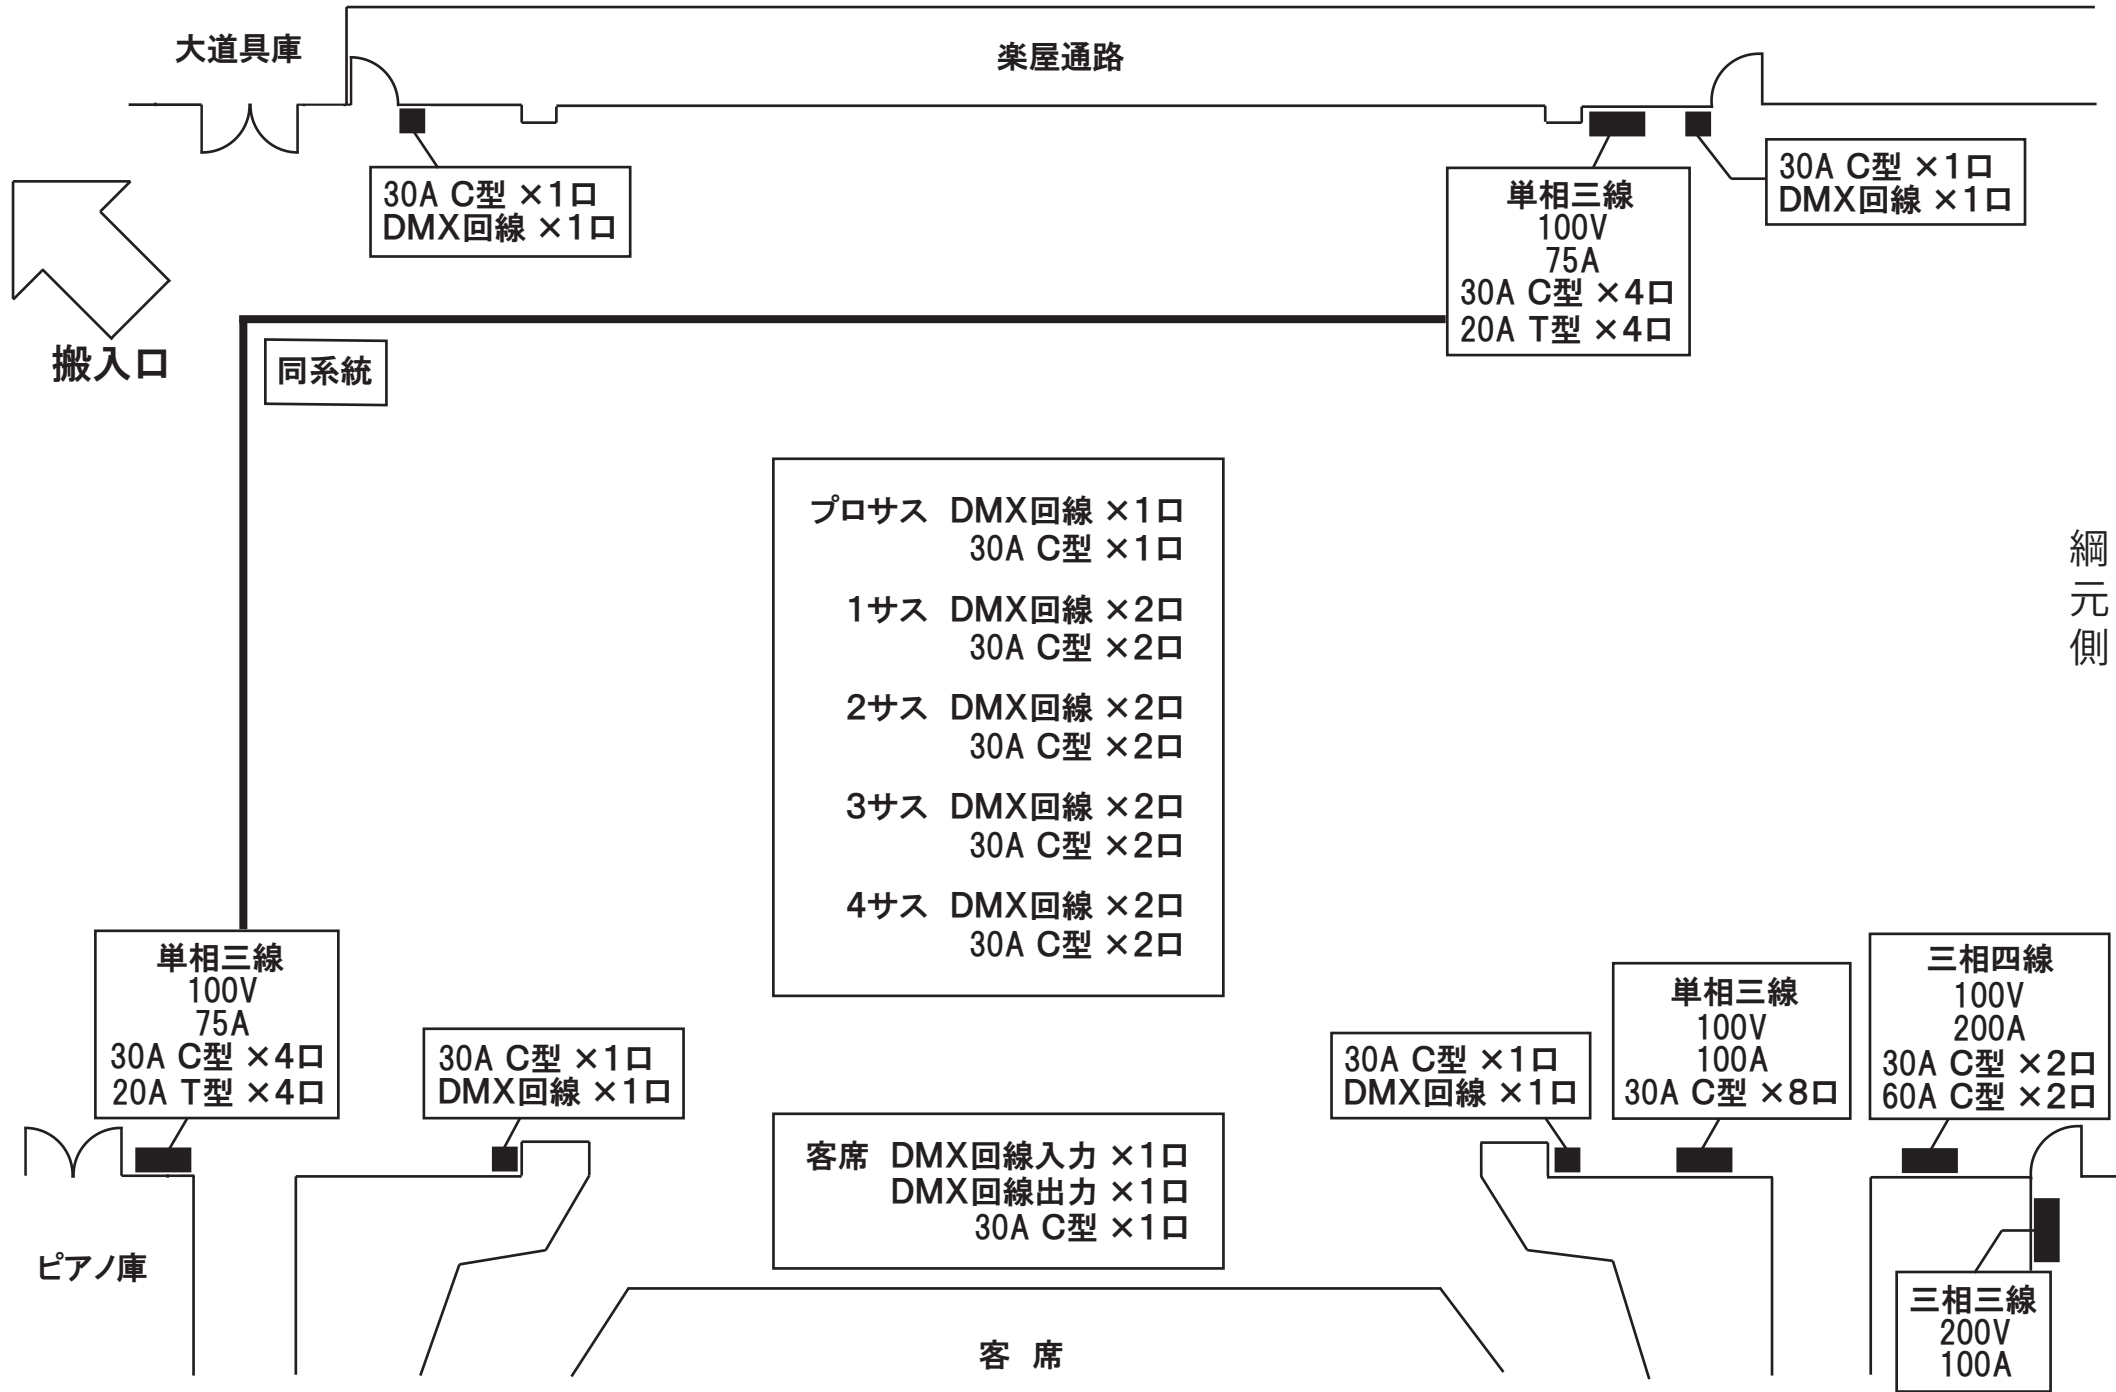 大道具庫
楽屋通路
30A C型 ×1口
DMX回線 ×1口
単相三線
100V
75A
30A C型 ×4口
20A T型 ×4口
30A C型 ×1口
DMX回線 ×1口
搬入口
同系統
プロサス DMX回線 ×1口
30A C型 ×1口
1サス DMX回線 ×2口
30A C型 ×2口
2サス DMX回線 ×2口
30A C型 ×2口
3サス DMX回線 ×2口
30A C型 ×2口
4サス DMX回線 ×2口
30A C型 ×2口
綱元側
単相三線
100V
75A
30A C型 ×4口
20A T型 ×4口
30A C型 ×1口
DMX回線 ×1口
30A C型 ×1口
DMX回線 ×1口
単相三線
100V
100A
30A C型 ×8口
三相四線
100V
200A
30A C型 ×2口
60A C型 ×2口
客席 DMX回線入力 ×1口
DMX回線出力 ×1口
30A C型 ×1口
ピアノ庫
客 席
三相三線
200V
100A